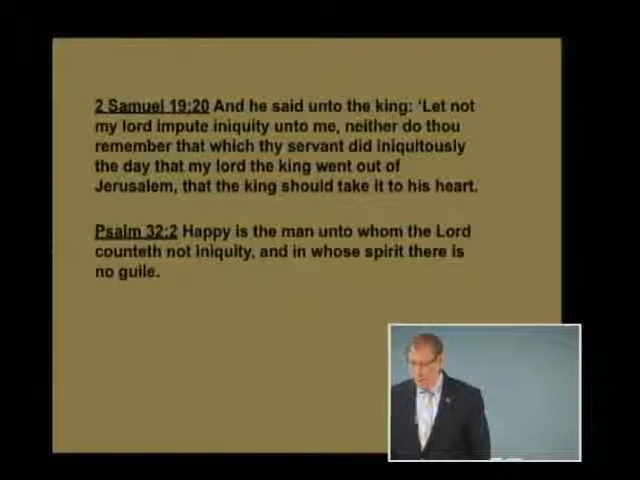 2 Samuel 19:20 And he said unto the king: ‘Let not
my lord impute iniquity unto me, neither do thou
remember that which thy servant did iniquitously
the day that my lord the king went out of
Jerusalem, that the king should take it to his heart.
Psalm 32:2 Happy is the man unto whom the Lord
counteth not iniquity, and in whose spirit there is
no guile.